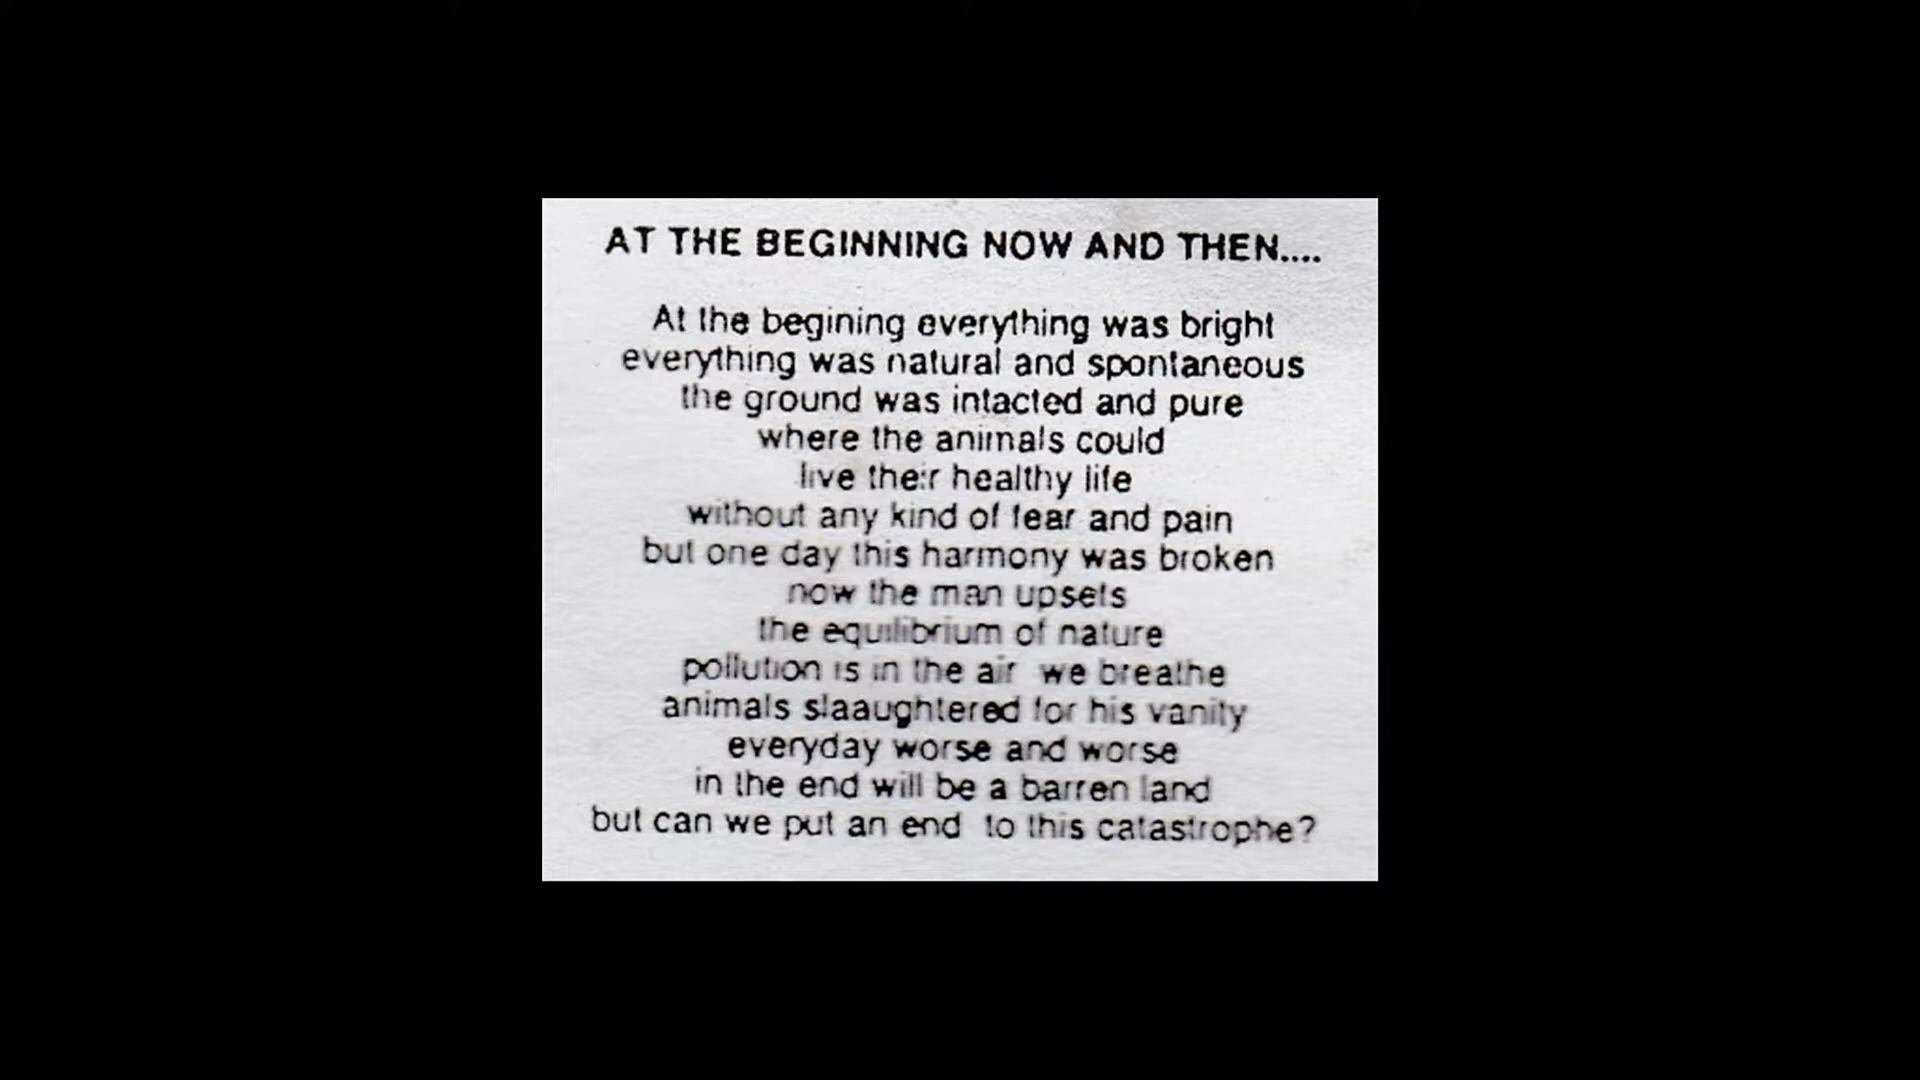 AT THE BEGINNING NOW AND THEN....
At the begining everything was bright
everything was natural and spontaneous
the ground was intacted and pure
where the animals could
live their healthy life
without any kind of fear and pain
but one day this harmony was broken
now the man upsets
the equilibrium of nature
pollution is in the air we breathe
animals slaaughtered for his vanity
everyday worse and worse
in the end will be a barren land
but can we put an end to this catastrophe?